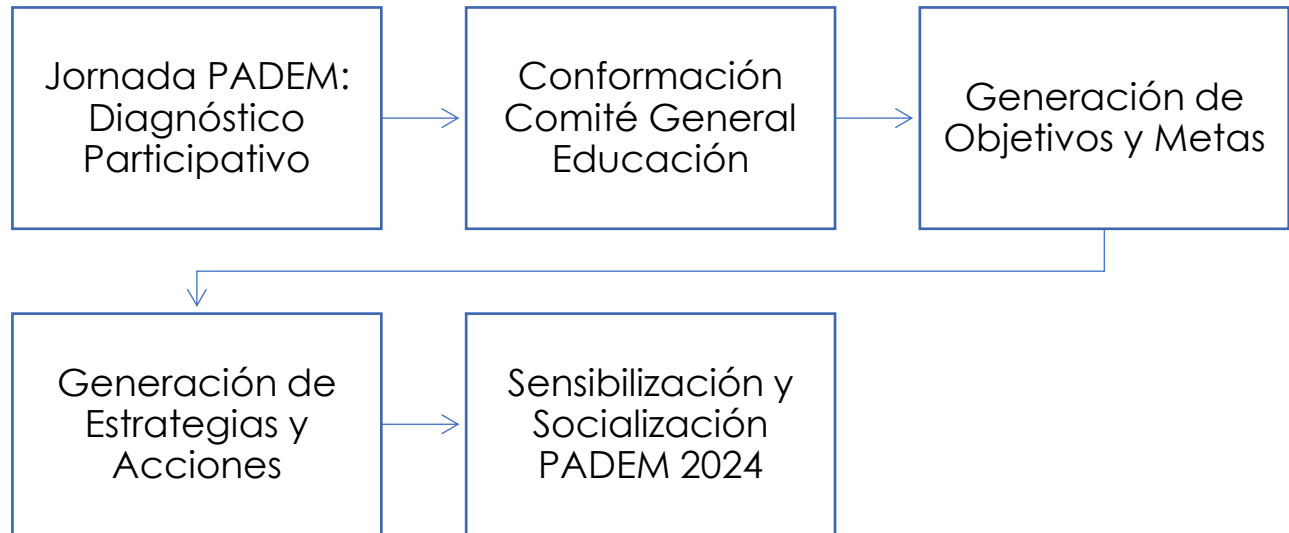 Jornada PADEM:
Diagnóstico
Participativo
Conformación
Comité General
Educación
Generación de
Objetivos y Metas
Generación de
Estrategias y
Acciones
Sensibilización y
Socialización
PADEM 2024